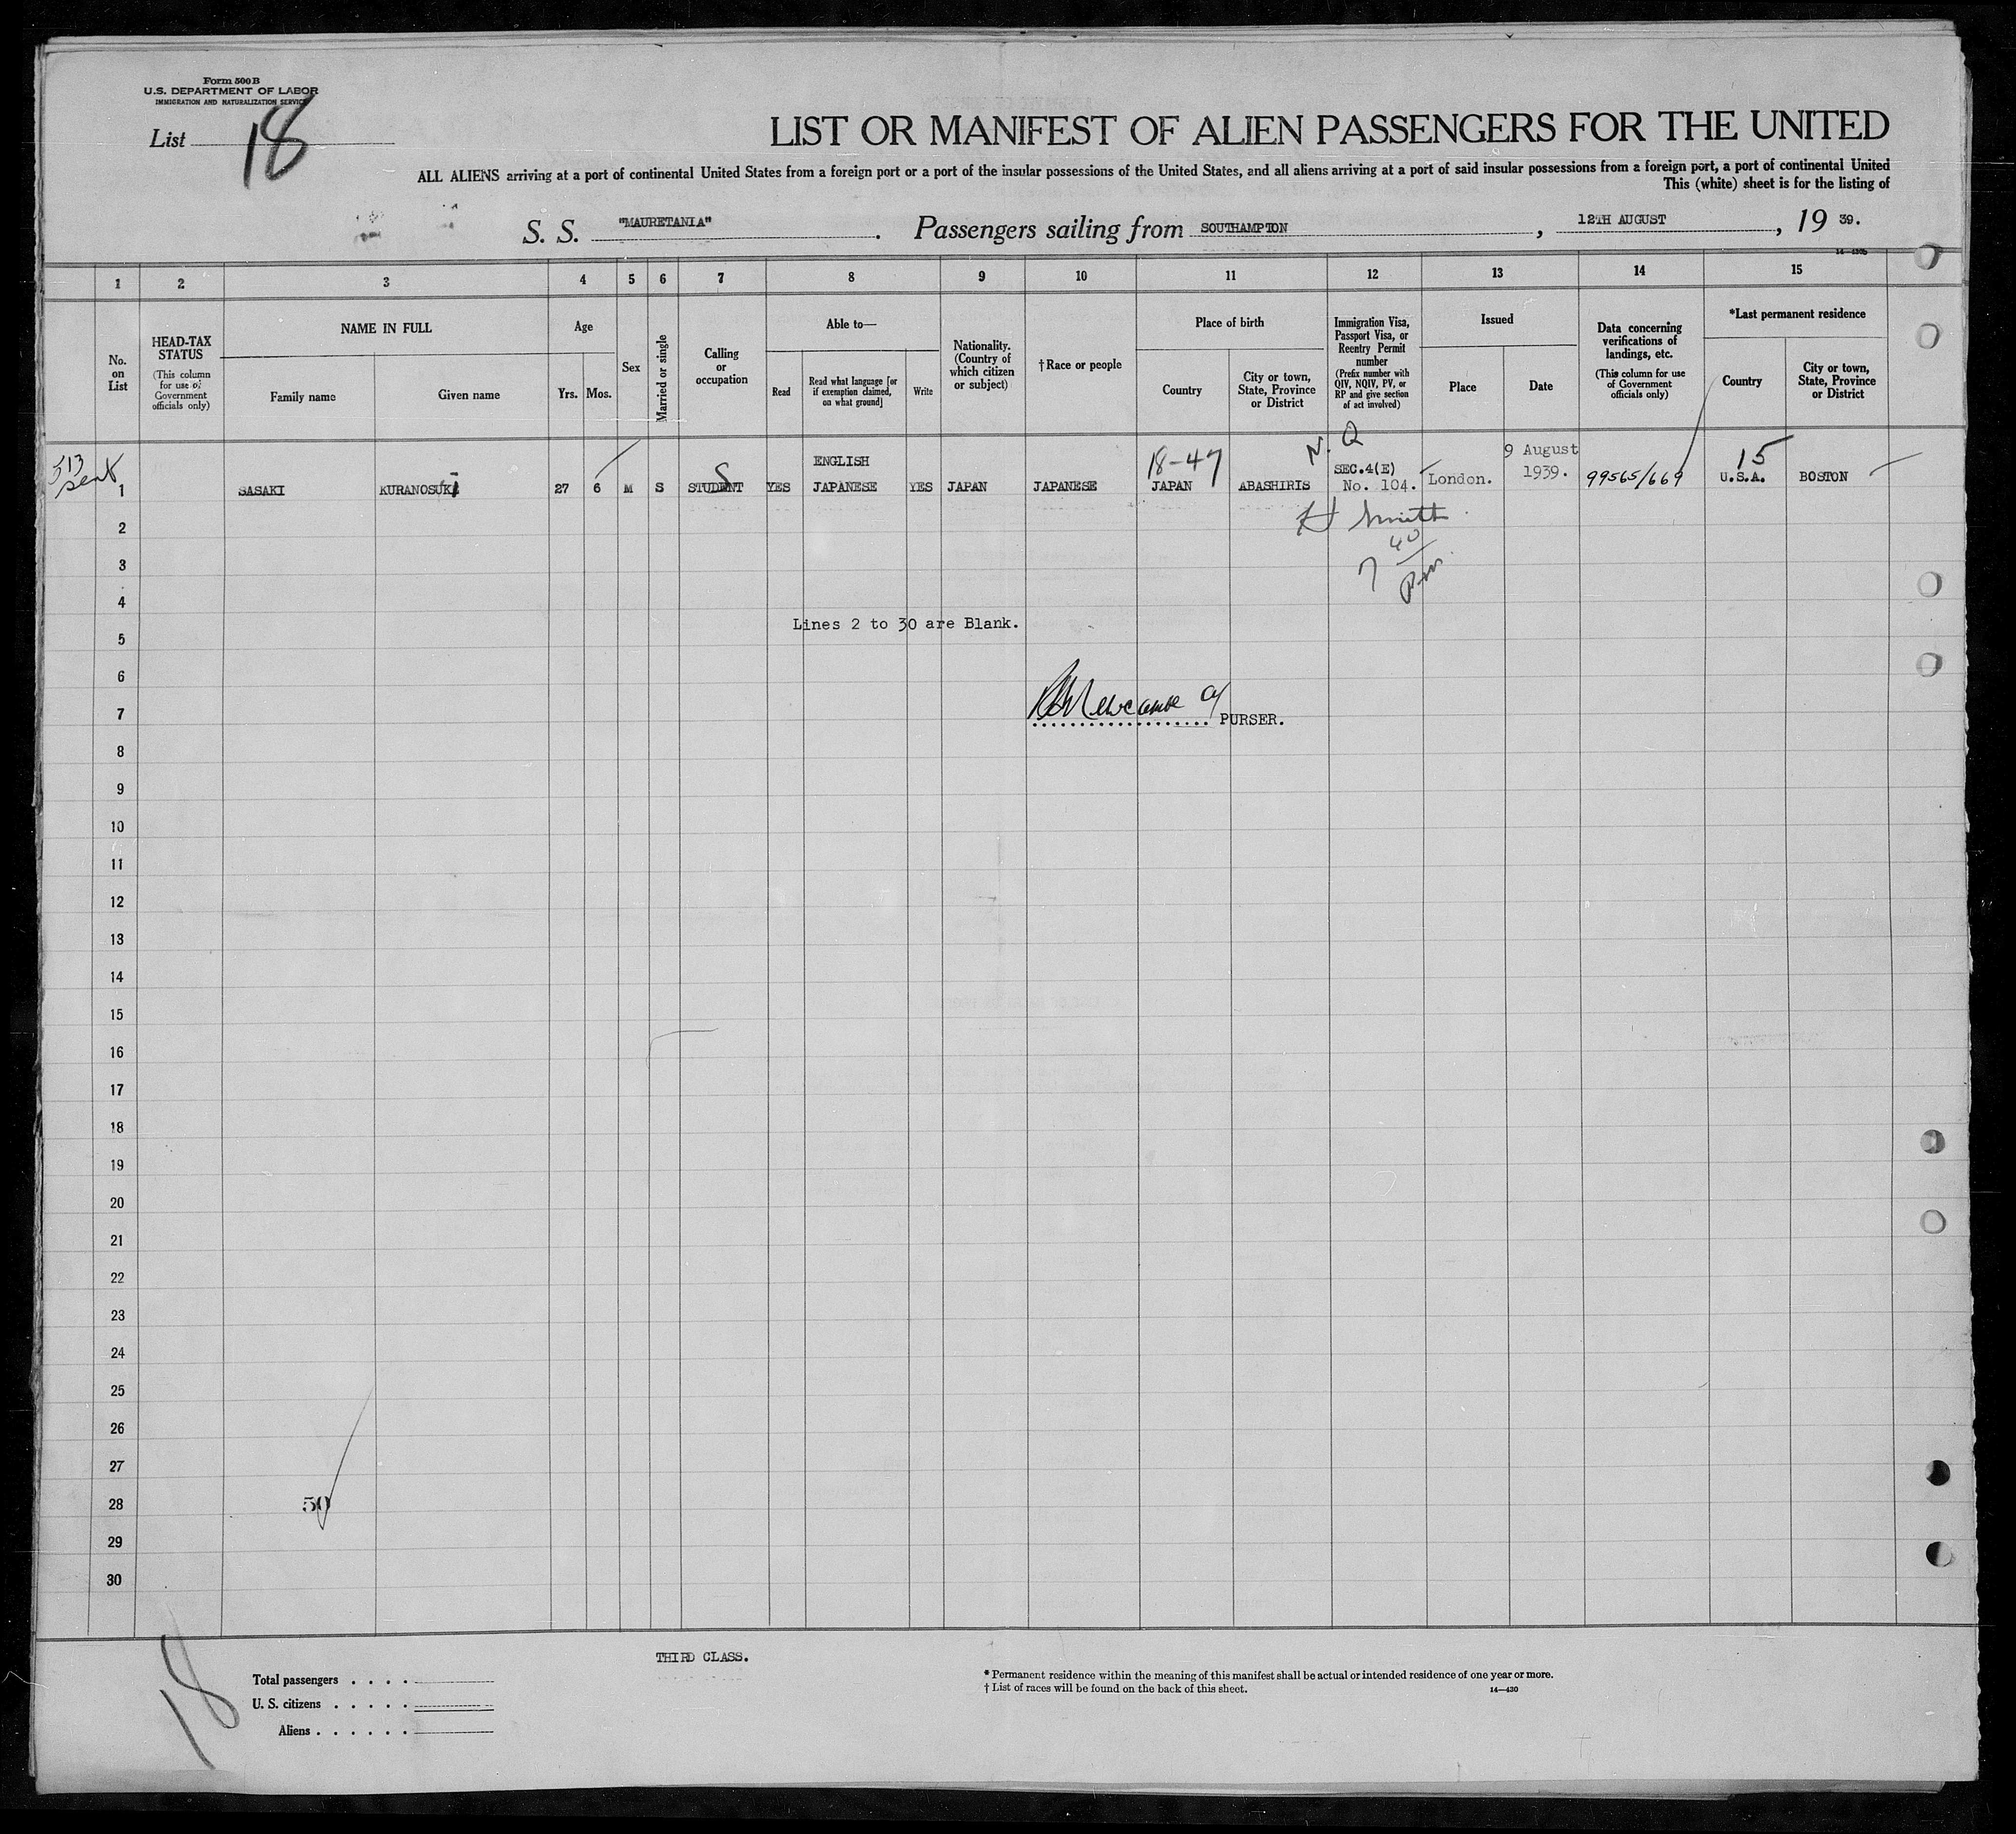 Form 500 B
U.S. DEPARTMENT OF LABOR
IMMIGRATION AND NATURALIZATION SERVICE
List 18
LIST OR MANIFEST OF ALIEN PASSENGERS FOR THE UNITED
ALL ALIENS arriving at a port of continental United States from a foreign port or a port of the insular possessions of the United States, and all aliens arriving at a port of said insular possessions from a foreign port, a port of continental United
This (white) sheet is for the listing of
S. S. "MAURETANIA". Passengers sailing from SOUTHAMPTON, 12TH AUGUST, 19 39.
14—430b
1 2 3 4 5 6 7 8 9 10 11 12 13 14 15
No. on List
HEAD-TAX STATUS
(This column for use of Government officials only)
NAME IN FULL
Family name
Given name
Age
Yrs.
Mos.
Sex
Married or single
Calling or occupation
Able to—
Read
Read what language [or if exemption claimed, on what ground]
Write
Nationality. (Country of which citizen or subject)
†Race or people
Place of birth
Country
City or town, State, Province or District
Immigration Visa, Passport Visa, or Reentry Permit number
(Prefix number with QIV, NQIV, PV, or RP and give section of act involved)
Issued
Place
Date
Data concerning verifications of landings, etc.
(This column for use of Government officials only)
*Last permanent residence
Country
City or town, State, Province or District
N. Q
513 ENGLISH 18-47 SEC.4(E) 9 August 15
sent 1 SASAKI KURANOSUKI 27 6 M S STUDENT S YES JAPANESE YES JAPAN JAPANESE JAPAN ABASHIRIS No. 104. London. 1939. 99565/669 U.S.A. BOSTON
2 H Smith
3 7 40 Pm
4
Lines 2 to 30 are Blank.
5
6
7 Newcombe PURSER.
8
9
10
11
12
13
14
15
16
17
18
19
20
21
22
23
24
25
26
27
28 50
29
30
18
THIRD CLASS.
Total passengers . . . .
U. S. citizens . . . . .
Aliens . . . . . .
* Permanent residence within the meaning of this manifest shall be actual or intended residence of one year or more.
† List of races will be found on the back of this sheet. 14—430